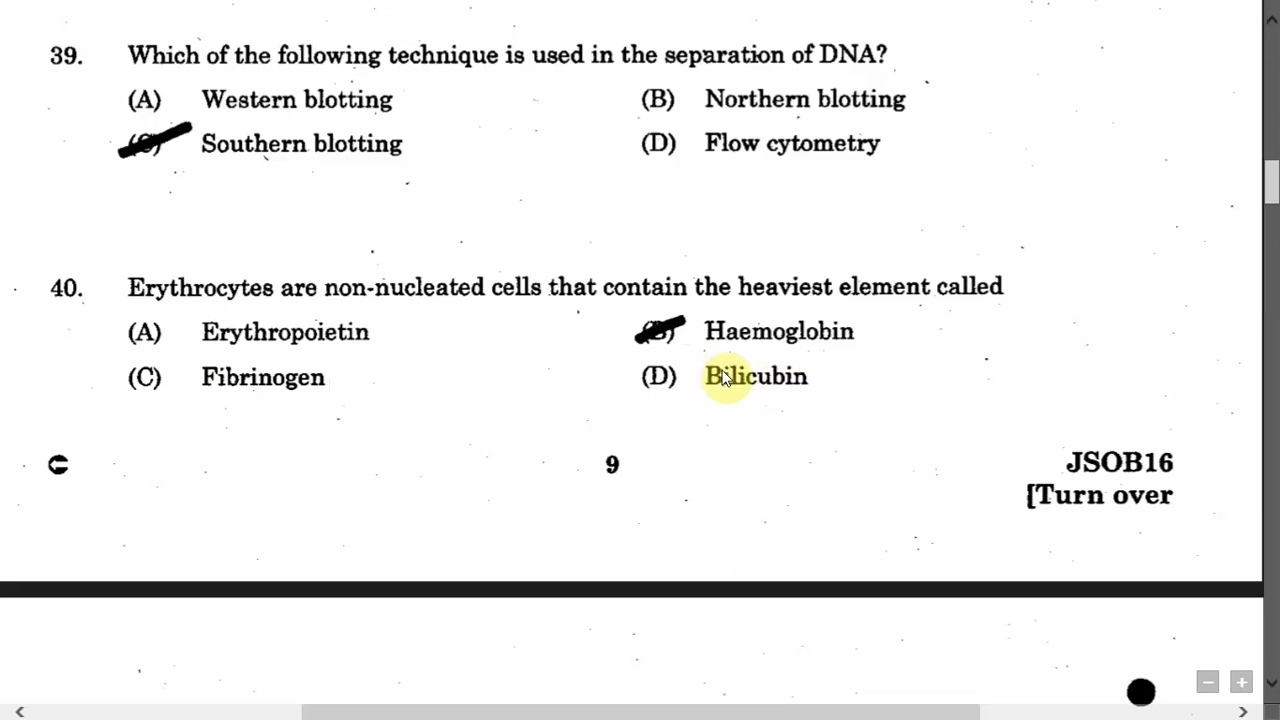 39. Which of the following technique is used in the separation of DNA?
(A) Western blotting (B) Northern blotting
(C) Southern blotting (D) Flow cytometry
40. Erythrocytes are non-nucleated cells that contain the heaviest element called
(A) Erythropoietin (B) Haemoglobin
(C) Fibrinogen (D) Bilicubin
9 JSOB16
[Turn over